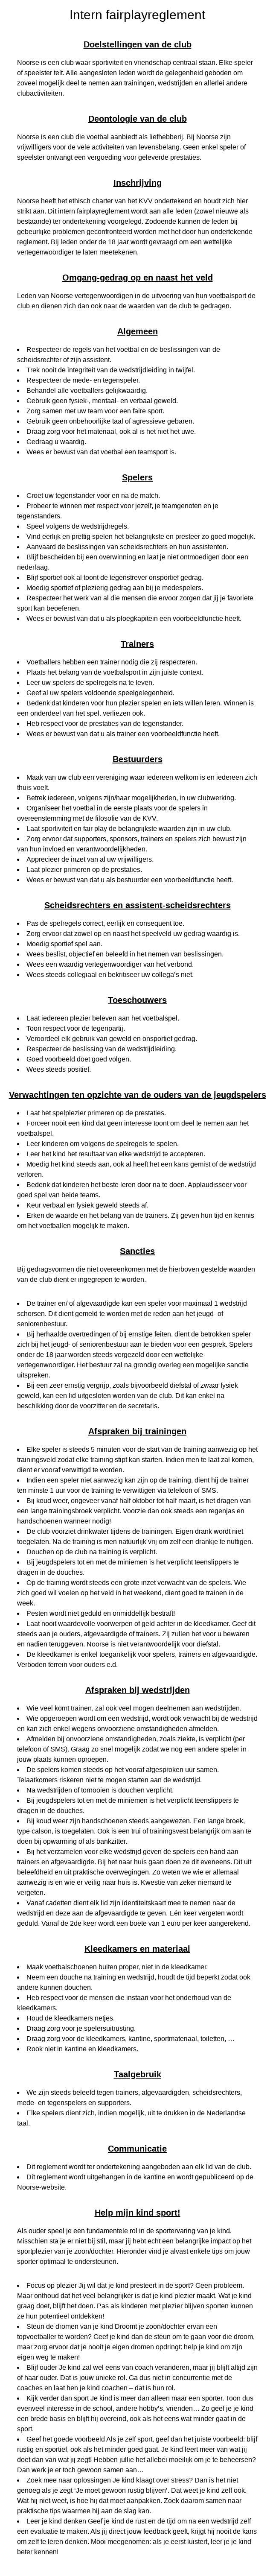 Intern fairplayreglement
Doelstellingen van de club
Noorse is een club waar sportiviteit en vriendschap centraal staan. Elke speler
of speelster telt. Alle aangesloten leden wordt de gelegenheid geboden om
zoveel mogelijk deel te nemen aan trainingen, wedstrijden en allerlei andere
clubactiviteiten.
Deontologie van de club
Noorse is een club die voetbal aanbiedt als liefhebberij. Bij Noorse zijn
vrijwilligers voor de vele activiteiten van levensbelang. Geen enkel speler of
speelster ontvangt een vergoeding voor geleverde prestaties.
Inschrijving
Noorse heeft het ethisch charter van het KVV ondertekend en houdt zich hier
strikt aan. Dit intern fairplayreglement wordt aan alle leden (zowel nieuwe als
bestaande) ter ondertekening voorgelegd. Zodoende kunnen de leden bij
gebeurlijke problemen geconfronteerd worden met het door hun ondertekende
reglement. Bij leden onder de 18 jaar wordt gevraagd om een wettelijke
vertegenwoordiger te laten meetekenen.
Omgang-gedrag op en naast het veld
Leden van Noorse vertegenwoordigen in de uitvoering van hun voetbalsport de
club en dienen zich dan ook naar de waarden van de club te gedragen.
Algemeen
• Respecteer de regels van het voetbal en de beslissingen van de
scheidsrechter of zijn assistent.
• Trek nooit de integriteit van de wedstrijdleiding in twijfel.
• Respecteer de mede- en tegenspeler.
• Behandel alle voetballers gelijkwaardig.
• Gebruik geen fysiek-, mentaal- en verbaal geweld.
• Zorg samen met uw team voor een faire sport.
• Gebruik geen onbehoorlijke taal of agressieve gebaren.
• Draag zorg voor het materiaal, ook al is het niet het uwe.
• Gedraag u waardig.
• Wees er bewust van dat voetbal een teamsport is.
Spelers
• Groet uw tegenstander voor en na de match.
• Probeer te winnen met respect voor jezelf, je teamgenoten en je
tegenstanders.
• Speel volgens de wedstrijdregels.
• Vind eerlijk en prettig spelen het belangrijkste en presteer zo goed mogelijk.
• Aanvaard de beslissingen van scheidsrechters en hun assistenten.
• Blijf bescheiden bij een overwinning en laat je niet ontmoedigen door een
nederlaag.
• Blijf sportief ook al toont de tegenstrever onsportief gedrag.
• Moedig sportief of plezierig gedrag aan bij je medespelers.
• Respecteer het werk van al die mensen die ervoor zorgen dat jij je favoriete
sport kan beoefenen.
• Wees er bewust van dat u als ploegkapitein een voorbeeldfunctie heeft.
Trainers
• Voetballers hebben een trainer nodig die zij respecteren.
• Plaats het belang van de voetbalsport in zijn juiste context.
• Leer uw spelers de spelregels na te leven.
• Geef al uw spelers voldoende speelgelegenheid.
• Bedenk dat kinderen voor hun plezier spelen en iets willen leren. Winnen is
een onderdeel van het spel. verliezen ook.
• Heb respect voor de prestaties van de tegenstander.
• Wees er bewust van dat u als trainer een voorbeeldfunctie heeft.
Bestuurders
• Maak van uw club een vereniging waar iedereen welkom is en iedereen zich
thuis voelt.
• Betrek iedereen, volgens zijn/haar mogelijkheden, in uw clubwerking.
• Organiseer het voetbal in de eerste plaats voor de spelers in
overeenstemming met de filosofie van de KVV.
• Laat sportiviteit en fair play de belangrijkste waarden zijn in uw club.
• Zorg ervoor dat supporters, sponsors, trainers en spelers zich bewust zijn
van hun invloed en verantwoordelijkheden.
• Apprecieer de inzet van al uw vrijwilligers.
• Laat plezier primeren op de prestaties.
• Wees er bewust van dat u als bestuurder een voorbeeldfunctie heeft.
Scheidsrechters en assistent-scheidsrechters
• Pas de spelregels correct, eerlijk en consequent toe.
• Zorg ervoor dat zowel op en naast het speelveld uw gedrag waardig is.
• Moedig sportief spel aan.
• Wees beslist, objectief en beleefd in het nemen van beslissingen.
• Wees een waardig vertegenwoordiger van het verbond.
• Wees steeds collegiaal en bekritiseer uw collega's niet.
Toeschouwers
• Laat iedereen plezier beleven aan het voetbalspel.
• Toon respect voor de tegenpartij.
• Veroordeel elk gebruik van geweld en onsportief gedrag.
• Respecteer de beslissing van de wedstrijdleiding.
• Goed voorbeeld doet goed volgen.
• Wees steeds positief.
Verwachtingen ten opzichte van de ouders van de jeugdspelers
• Laat het spelplezier primeren op de prestaties.
• Forceer nooit een kind dat geen interesse toont om deel te nemen aan het
voetbalspel.
• Leer kinderen om volgens de spelregels te spelen.
• Leer het kind het resultaat van elke wedstrijd te accepteren.
• Moedig het kind steeds aan, ook al heeft het een kans gemist of de wedstrijd
verloren.
• Bedenk dat kinderen het beste leren door na te doen. Applaudisseer voor
goed spel van beide teams.
• Keur verbaal en fysiek geweld steeds af.
• Erken de waarde en het belang van de trainers. Zij geven hun tijd en kennis
om het voetballen mogelijk te maken.
Sancties
Bij gedragsvormen die niet overeenkomen met de hierboven gestelde waarden
van de club dient er ingegrepen te worden.
• De trainer en/ of afgevaardigde kan een speler voor maximaal 1 wedstrijd
schorsen. Dit dient gemeld te worden met de reden aan het jeugd- of
seniorenbestuur.
• Bij herhaalde overtredingen of bij ernstige feiten, dient de betrokken speler
zich bij het jeugd- of seniorenbestuur aan te bieden voor een gesprek. Spelers
onder de 18 jaar worden steeds vergezeld door een wettelijke
vertegenwoordiger. Het bestuur zal na grondig overleg een mogelijke sanctie
uitspreken.
• Bij een zeer ernstig vergrijp, zoals bijvoorbeeld diefstal of zwaar fysiek
geweld, kan een lid uitgesloten worden van de club. Dit kan enkel na
beschikking door de voorzitter en de secretaris.
Afspraken bij trainingen
• Elke speler is steeds 5 minuten voor de start van de training aanwezig op het
trainingsveld zodat elke training stipt kan starten. Indien men te laat zal komen,
dient er vooraf verwittigd te worden.
• Indien een speler niet aanwezig kan zijn op de training, dient hij de trainer
ten minste 1 uur voor de training te verwittigen via telefoon of SMS.
• Bij koud weer, ongeveer vanaf half oktober tot half maart, is het dragen van
een lange trainingsbroek verplicht. Voorzie dan ook steeds een regenjas en
handschoenen wanneer nodig!
• De club voorziet drinkwater tijdens de trainingen. Eigen drank wordt niet
toegelaten. Na de training is men natuurlijk vrij om zelf een drankje te nuttigen.
• Douchen op de club na training is verplicht.
• Bij jeugdspelers tot en met de miniemen is het verplicht teenslippers te
dragen in de douches.
• Op de training wordt steeds een grote inzet verwacht van de spelers. Wie
zich goed wil voelen op het veld in het weekend, dient goed te trainen in de
week.
• Pesten wordt niet geduld en onmiddellijk bestraft!
• Laat nooit waardevolle voorwerpen of geld achter in de kleedkamer. Geef dit
steeds aan je ouders, afgevaardigde of trainers. Zij zullen het voor u bewaren
en nadien teruggeven. Noorse is niet verantwoordelijk voor diefstal.
• De kleedkamer is enkel toegankelijk voor spelers, trainers en afgevaardigde.
Verboden terrein voor ouders e.d.
Afspraken bij wedstrijden
• Wie veel komt trainen, zal ook veel mogen deelnemen aan wedstrijden.
• Wie opgeroepen wordt om een wedstrijd, wordt ook verwacht bij de wedstrijd
en kan zich enkel wegens onvoorziene omstandigheden afmelden.
• Afmelden bij onvoorziene omstandigheden, zoals ziekte, is verplicht (per
telefoon of SMS). Graag zo snel mogelijk zodat we nog een andere speler in
jouw plaats kunnen oproepen.
• De spelers komen steeds op het vooraf afgesproken uur samen.
Telaatkomers riskeren niet te mogen starten aan de wedstrijd.
• Na wedstrijden of tornooien is douchen verplicht.
• Bij jeugdspelers tot en met de miniemen is het verplicht teenslippers te
dragen in de douches.
• Bij koud weer zijn handschoenen steeds aangewezen. Een lange broek,
type calson, is toegelaten. Ook is een trui of trainingsvest belangrijk om aan te
doen bij opwarming of als bankzitter.
• Bij het verzamelen voor elke wedstrijd geven de spelers een hand aan
trainers en afgevaardigde. Bij het naar huis gaan doen ze dit eveneens. Dit uit
beleefdheid en uit praktische overwegingen. Zo weten we wie er allemaal
aanwezig is en wie er veilig naar huis is. Kwestie van zeker niemand te
vergeten.
• Vanaf cadetten dient elk lid zijn identiteitskaart mee te nemen naar de
wedstrijd en deze aan de afgevaardigde te geven. Eén keer vergeten wordt
geduld. Vanaf de 2de keer wordt een boete van 1 euro per keer aangerekend.
Kleedkamers en materiaal
• Maak voetbalschoenen buiten proper, niet in de kleedkamer.
• Neem een douche na training en wedstrijd, houdt de tijd beperkt zodat ook
andere kunnen douchen.
• Heb respect voor de mensen die instaan voor het onderhoud van de
kleedkamers.
• Houd de kleedkamers netjes.
• Draag zorg voor je spelersuitrusting.
• Draag zorg voor de kleedkamers, kantine, sportmateriaal, toiletten, …
• Rook niet in kantine en kleedkamers.
Taalgebruik
• We zijn steeds beleefd tegen trainers, afgevaardigden, scheidsrechters,
mede- en tegenspelers en supporters.
• Elke spelers dient zich, indien mogelijk, uit te drukken in de Nederlandse
taal.
Communicatie
• Dit reglement wordt ter ondertekening aangeboden aan elk lid van de club.
• Dit reglement wordt uitgehangen in de kantine en wordt gepubliceerd op de
Noorse-website.
Help mijn kind sport!
Als ouder speel je een fundamentele rol in de sportervaring van je kind.
Misschien sta je er niet bij stil, maar jij hebt echt een belangrijke impact op het
sportplezier van je zoon/dochter. Hieronder vind je alvast enkele tips om jouw
sporter optimaal te ondersteunen.
• Focus op plezier Jij wil dat je kind presteert in de sport? Geen probleem.
Maar onthoud dat het veel belangrijker is dat je kind plezier maakt. Wat je kind
graag doet, blijft het doen. Pas als kinderen met plezier blijven sporten kunnen
ze hun potentieel ontdekken!
• Steun de dromen van je kind Droomt je zoon/dochter ervan een
topvoetballer te worden? Geef je kind dan de steun om te gaan voor die droom,
maar zorg ervoor dat je nooit je eigen dromen opdringt: help je kind om zijn
eigen weg te maken!
• Blijf ouder Je kind zal wel eens van coach veranderen, maar jij blijft altijd zijn
of haar ouder. Dat is jouw unieke rol. Ga dus niet in concurrentie met de
coaches en laat hen je kind coachen – dat is hun rol.
• Kijk verder dan sport Je kind is meer dan alleen maar een sporter. Toon dus
evenveel interesse in de school, andere hobby's, vrienden… Zo geef je je kind
een brede basis en blijft hij overeind, ook als het eens wat minder gaat in de
sport.
• Geef het goede voorbeeld Als je zelf sport, geef dan het juiste voorbeeld: blijf
rustig en sportief, ook als het minder goed gaat. Je kind leert meer van wat jij
doet dan van wat jij zegt! Hebben jullie het allebei moeilijk om je te beheersen?
Dan werk je er toch gewoon samen aan…
• Zoek mee naar oplossingen Je kind klaagt over stress? Dan is het niet
genoeg als je zegt 'Je moet gewoon rustig blijven'. Dat weet je kind zelf ook.
Wat hij niet weet, is hoe hij dat moet aanpakken. Zoek daarom samen naar
praktische tips waarmee hij aan de slag kan.
• Leer je kind denken Geef je kind de rust en de tijd om na een wedstrijd zelf
een evaluatie te maken. Als jij direct jouw feedback geeft, krijgt hij nooit de kans
om zelf te leren denken. Mooi meegenomen: als je eerst luistert, leer je je kind
beter kennen!